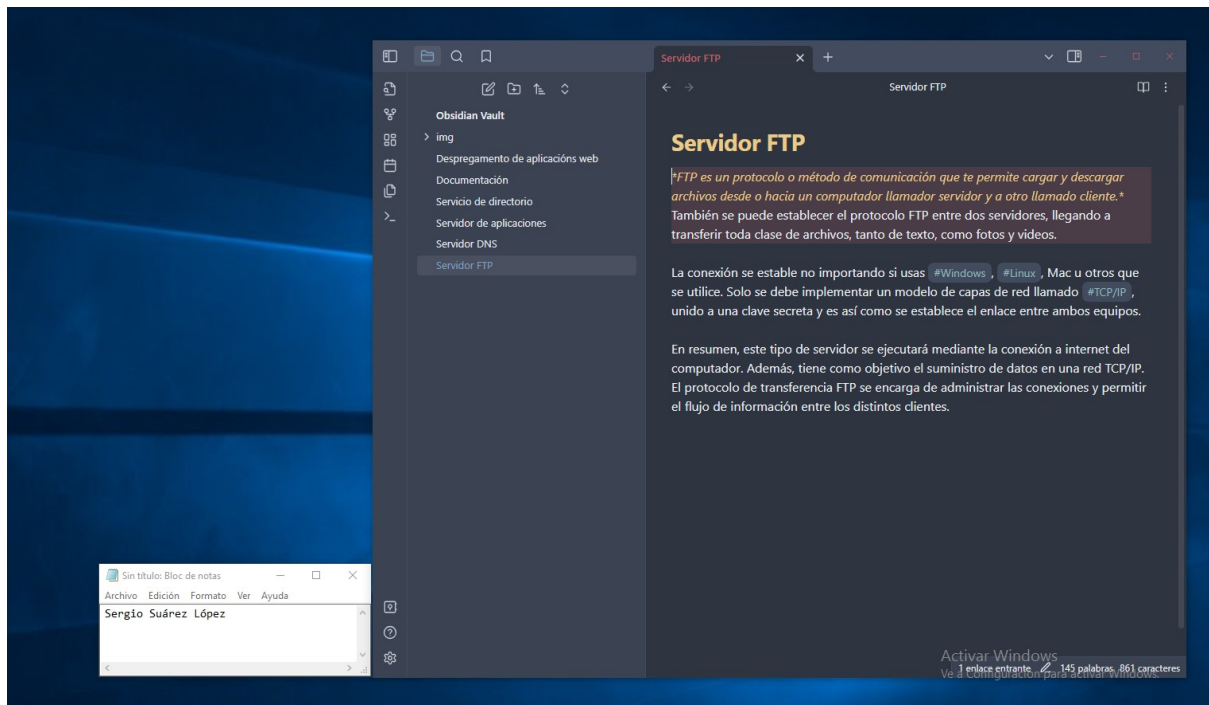 Servidor FTP
Servidor FTP
Obsidian Vault
img
Despregamento de aplicacións web
Documentación
Servicio de directorio
Servidor de aplicaciones
Servidor DNS
Servidor FTP
Servidor FTP
*FTP es un protocolo o método de comunicación que te permite cargar y descargar
archivos desde o hacia un computador llamador servidor y a otro llamado cliente.*
También se puede establecer el protocolo FTP entre dos servidores, llegando a
transferir toda clase de archivos, tanto de texto, como fotos y videos.
La conexión se estable no importando si usas #Windows , #Linux , Mac u otros que
se utilice. Solo se debe implementar un modelo de capas de red llamado #TCP/IP ,
unido a una clave secreta y es así como se establece el enlace entre ambos equipos.
En resumen, este tipo de servidor se ejecutará mediante la conexión a internet del
computador. Además, tiene como objetivo el suministro de datos en una red TCP/IP.
El protocolo de transferencia FTP se encarga de administrar las conexiones y permitir
el flujo de información entre los distintos clientes.
Sin título: Bloc de notas
Archivo Edición Formato Ver Ayuda
Sergio Suárez López
Activar Windows
Ve a Configuración para activar Windows.
1 enlace entrante 145 palabras 861 caracteres